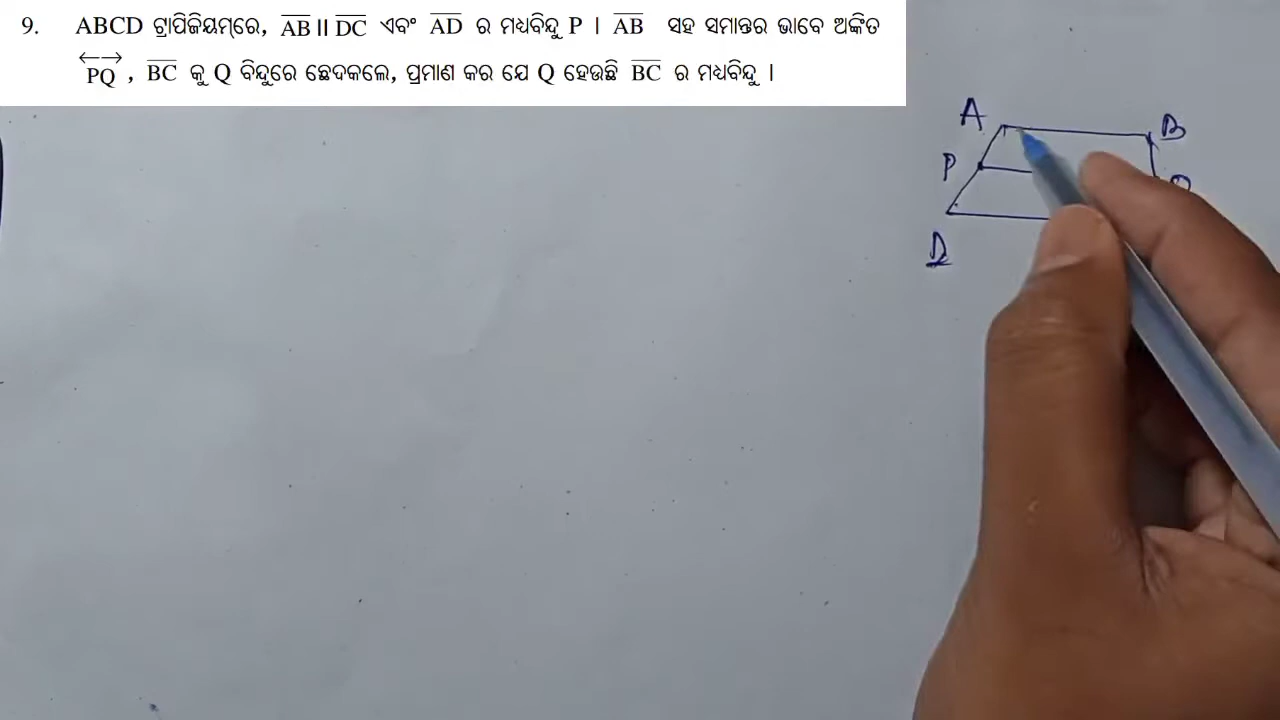 9. ABCD ଟ୍ରାପିଜିୟମ୍‌ରେ, AB || DC ଏବଂ AD ର ମଧ୍ୟବିନ୍ଦୁ P । AB ସହ ସମାନ୍ତର ଭାବେ ଅଙ୍କିତ
PQ , BC କୁ Q ବିନ୍ଦୁରେ ଛେଦକଲେ, ପ୍ରମାଣ କର ଯେ Q ହେଉଛି BC ର ମଧ୍ୟବିନ୍ଦୁ ।
A B
P
D